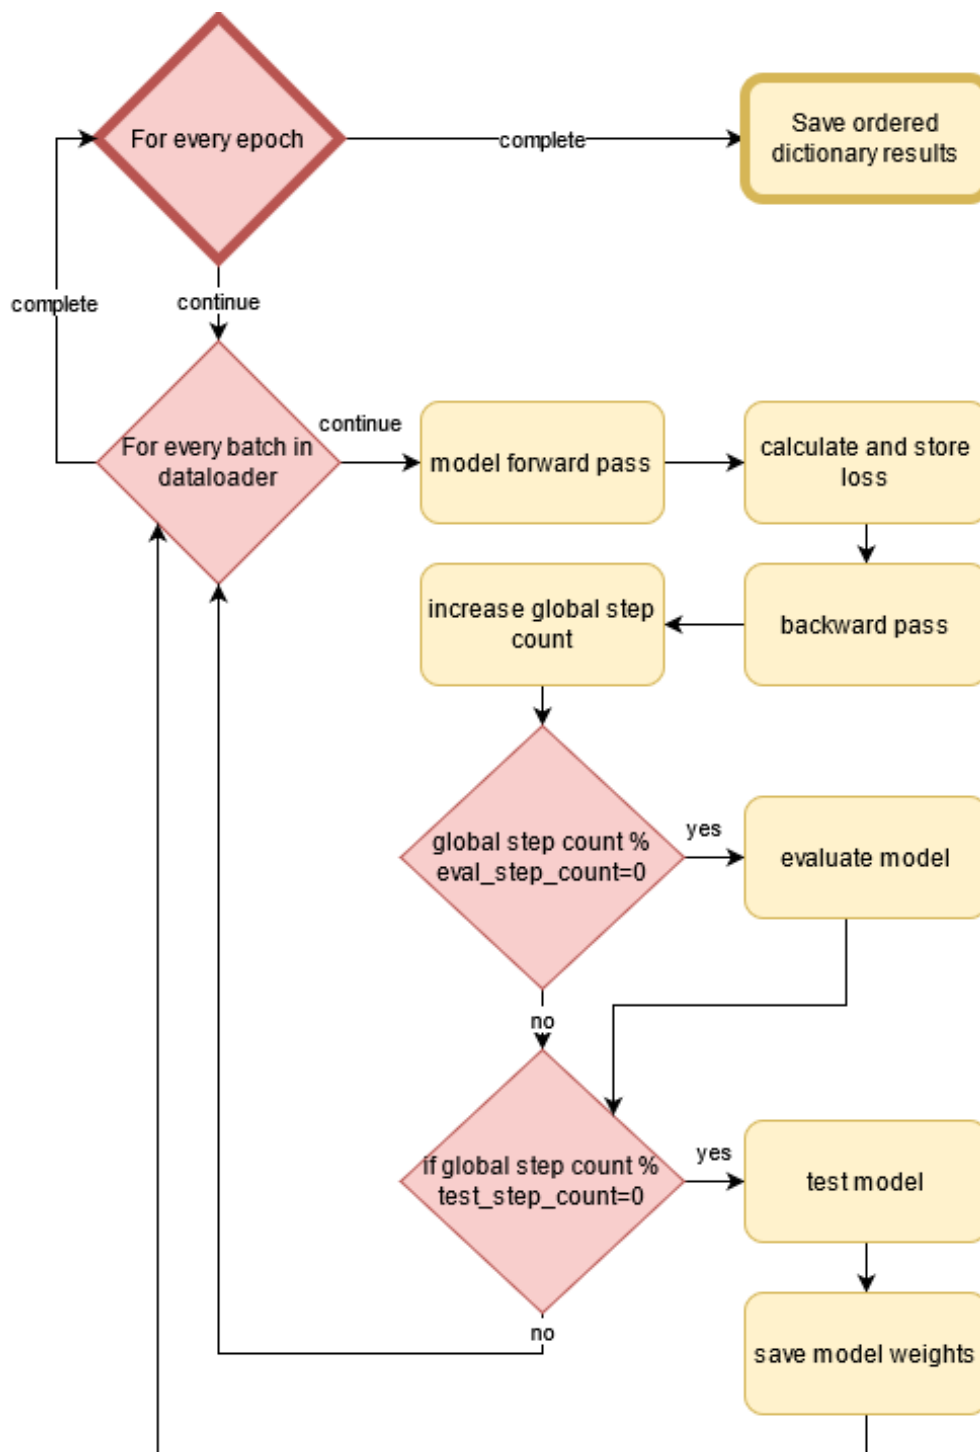 For every epoch
complete
Save ordered
dictionary results
complete
continue
For every batch in
dataloader
continue
model forward pass
calculate and store
loss
increase global step
count
backward pass
global step count %
eval_step_count=0
yes
evaluate model
no
if global step count %
test_step_count=0
yes
test model
no
save model weights